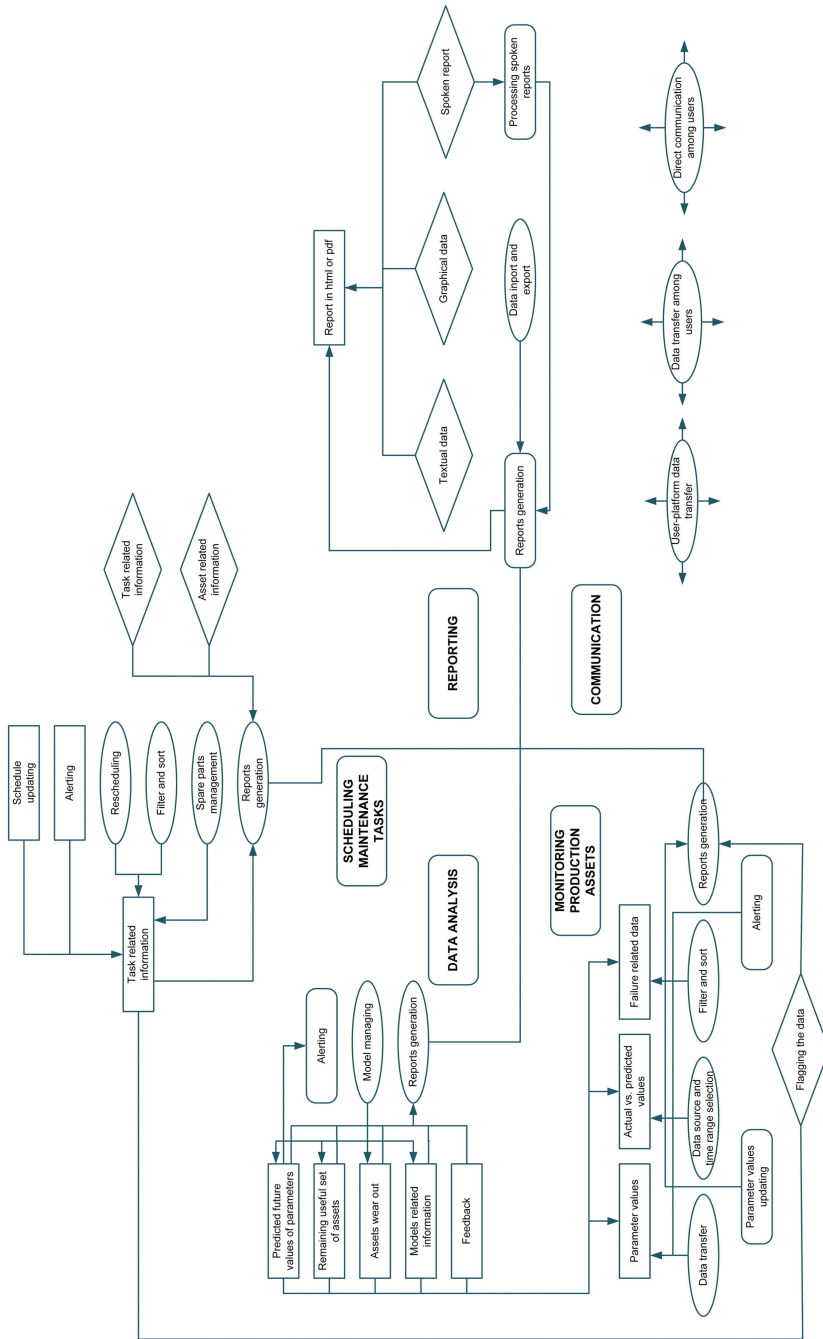 Schedule
updating
Alerting
Task related
information
Rescheduling
Filter and sort
Spare parts
management
Reports
generation
Task related
information
Asset related
information
Predicted future
values of parameters
Remaining useful set
of assets
Assets wear out
Models related
information
Feedback
Alerting
Model managing
Reports generation
SCHEDULING
MAINTENANCE
TASKS
DATA ANALYSIS
REPORTING
MONITORING
PRODUCTION
ASSETS
COMMUNICATION
Report in html or pdf
Textual data
Graphical data
Spoken report
Reports generation
Data inport and
export
Processing spoken
reports
Parameter values
Actual vs. predicted
values
Failure related data
Data transfer
Data source and
time range selection
Filter and sort
Reports generation
Parameter values
updating
Alerting
Flagging the data
User-platform data
transfer
Data transfer among
users
Direct communication
among users